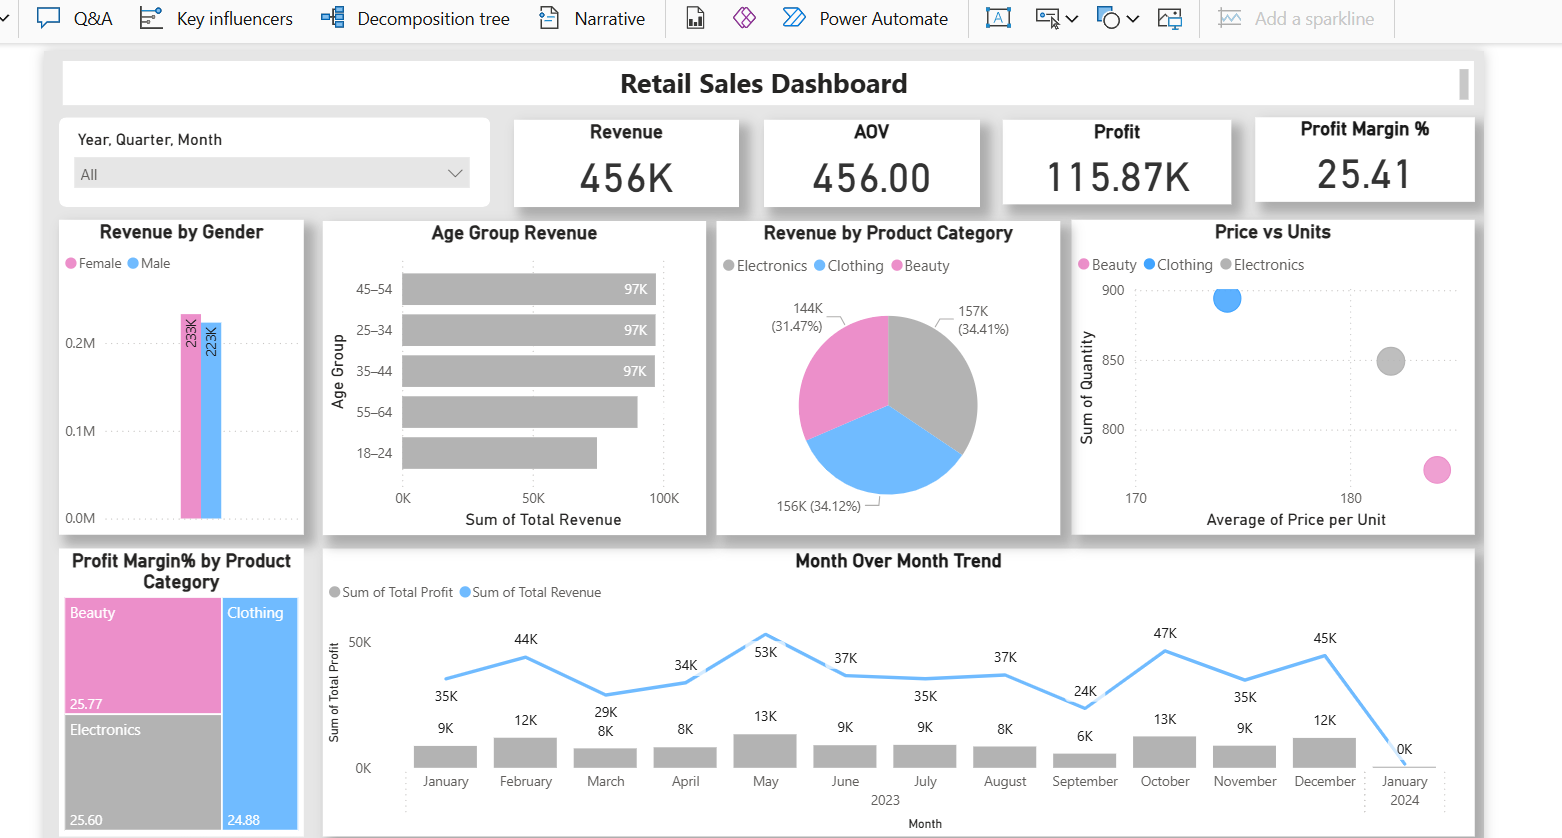 Q&A
Key influencers
Decomposition tree
Narrative
Power Automate
A
Add a sparkline
Retail Sales Dashboard
Year, Quarter, Month
All
Revenue
456K
AOV
456.00
Profit
115.87K
Profit Margin %
25.41
Revenue by Gender
Female Male
0.2M
0.1M
0.0M
233K
223K
Age Group Revenue
Age Group
45–54
97K
25–34
97K
35–44
97K
55–64
18–24
0K 50K 100K
Sum of Total Revenue
Revenue by Product Category
Electronics Clothing Beauty
144K
(31.47%)
157K
(34.41%)
156K (34.12%)
Price vs Units
Beauty Clothing Electronics
Sum of Quantity
900
850
800
170 180
Average of Price per Unit
Profit Margin% by Product
Category
Beauty
25.77
Electronics
25.60
Clothing
24.88
Month Over Month Trend
Sum of Total Profit Sum of Total Revenue
Sum of Total Profit
50K
0K
35K 44K 29K 34K 53K 37K 35K 37K 24K 47K 35K 45K 0K
9K 12K 8K 8K 13K 9K 9K 8K 6K 13K 9K 12K
January February March April May June July August September October November December January
2023 2024
Month